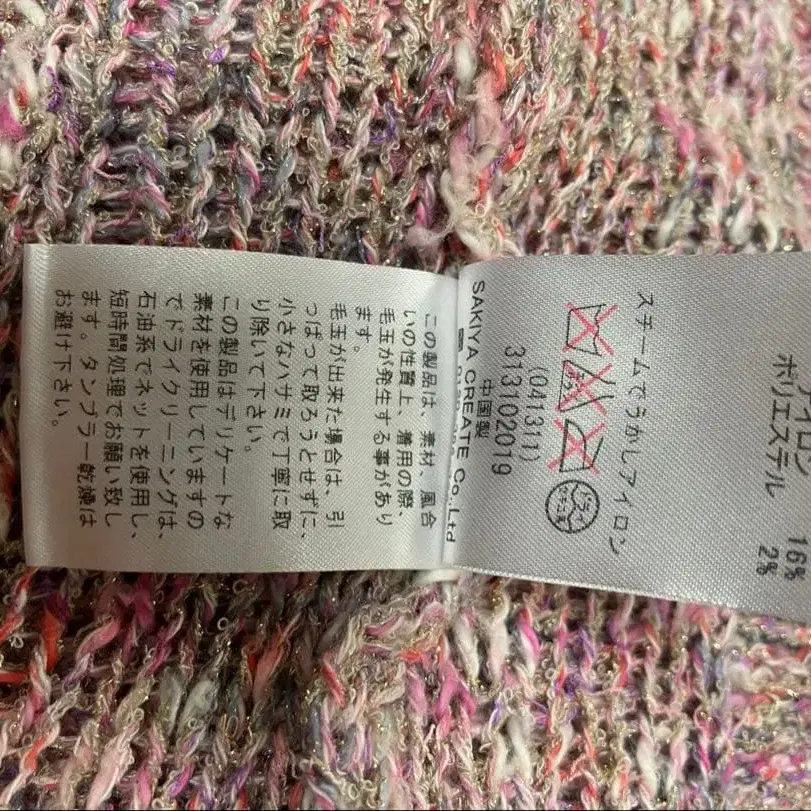 ポリエステル 2%
16%
スチームでうかしアイロン
ドライ
313102019
(0413(1)
中国製
SAKIYA CREATE Co.,Ltd
この製品は、素材、風合
いの性質上、着用の際、
毛玉が発生する事があり
ます。
毛玉が出来た場合は、引
っぱって取ろうとせずに、
小さなハサミで丁寧に取
り除いて下さい。
この製品はデリケートな
素材を使用していますの
でドライクリーニングは、
石油系でネットを使用し、
短時間処理でお願い致し
ます。タンブラー乾燥は
お避け下さい。